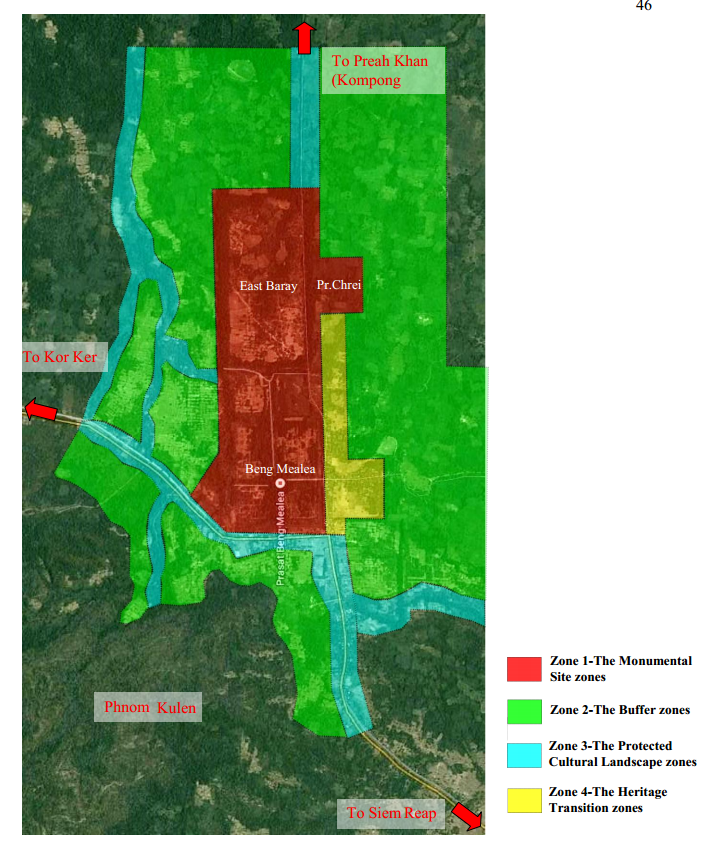 46
To Preah Khan
(Kompong
East Baray
Pr.Chrei
To Kor Ker
Beng Mealea
Prasat Beng Mealea
Phnom Kulen
To Siem Reap
Zone 1-The Monumental
Site zones
Zone 2-The Buffer zones
Zone 3-The Protected
Cultural Landscape zones
Zone 4-The Heritage
Transition zones